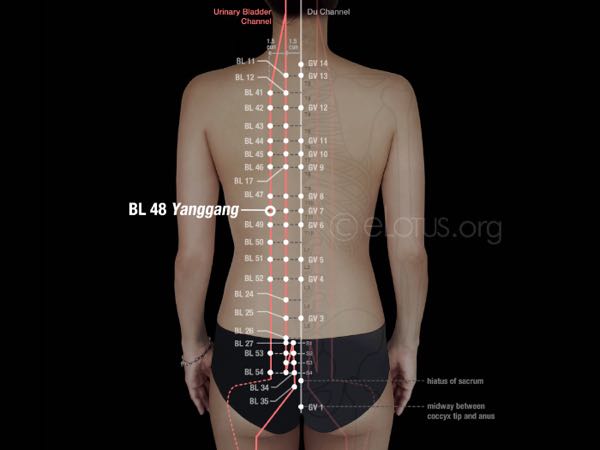 Urinary Bladder
Channel
Du Channel
1.5
cun
1.5
cun
BL 11
GV 14
GV 13
BL 12
BL 41
BL 42
GV 12
BL 43
BL 44
GV 11
BL 45
GV 10
BL 46
GV 9
BL 17
BL 47
GV 8
BL 48 Yanggang
GV 7
© eLotus.org
BL 49
GV 6
BL 50
BL 51
GV 5
BL 52
GV 4
BL 24
BL 25
GV 3
BL 26
BL 27
S1
BL 53
S2
S3
BL 54
S4
hiatus of sacrum
BL 34
BL 35
GV 1
midway between
coccyx tip and anus